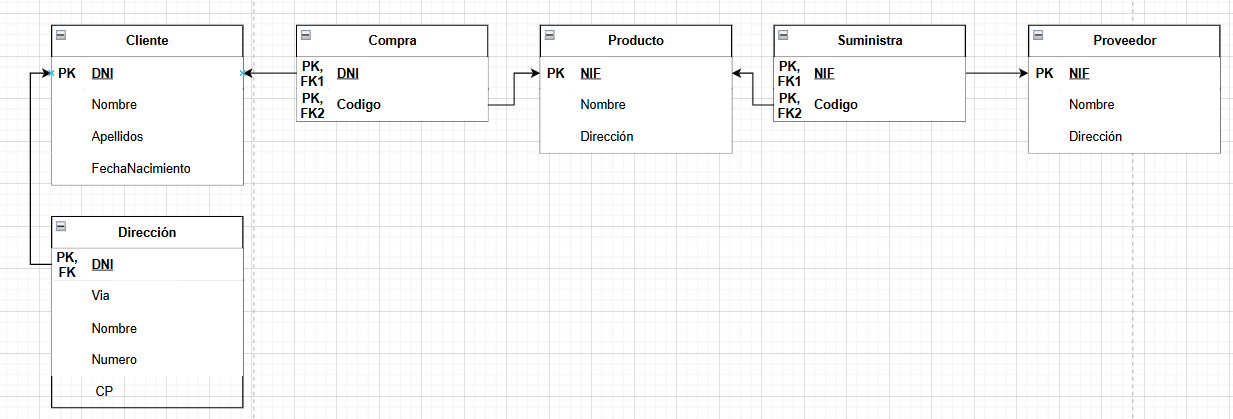 Cliente
PK DNI
Nombre
Apellidos
FechaNacimiento
Compra
PK, FK1 DNI
PK, FK2 Codigo
Producto
PK NIF
Nombre
Dirección
Suministra
PK, FK1 NIF
PK, FK2 Codigo
Proveedor
PK NIF
Nombre
Dirección
Dirección
PK, FK DNI
Via
Nombre
Numero
CP